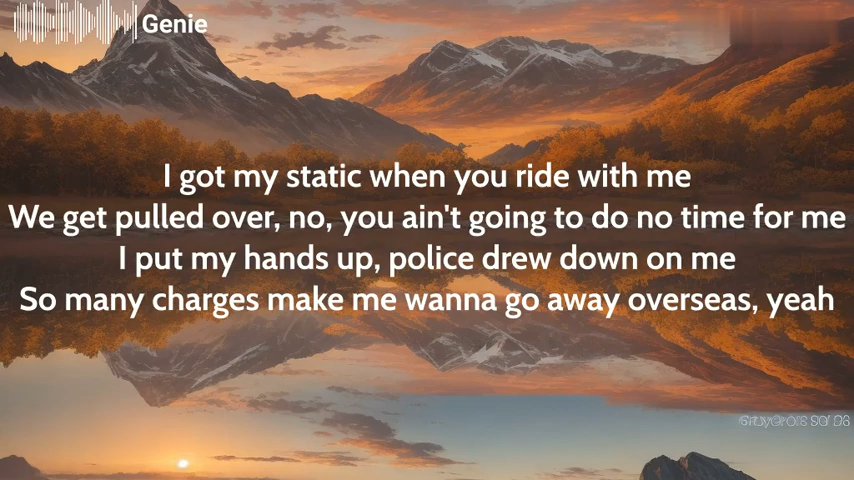 Genie
I got my static when you ride with me
We get pulled over, no, you ain't going to do no time for me
I put my hands up, police drew down on me
So many charges make me wanna go away overseas, yeah